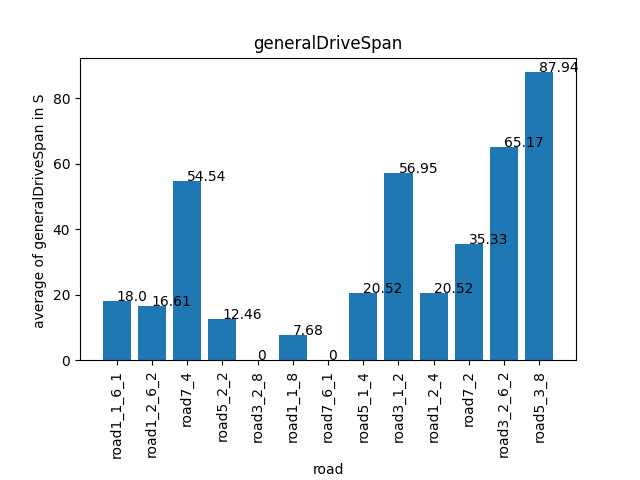 generalDriveSpan
average of generalDriveSpan in S
80
60
40
20
0
18.0
16.61
54.54
12.46
0
7.68
0
20.52
56.95
20.52
35.33
65.17
87.94
road1_1_6_1
road1_2_6_2
road7_4
road5_2_2
road3_2_8
road1_1_8
road7_6_1
road5_1_4
road3_1_2
road1_2_4
road7_2
road3_2_6_2
road5_3_8
road